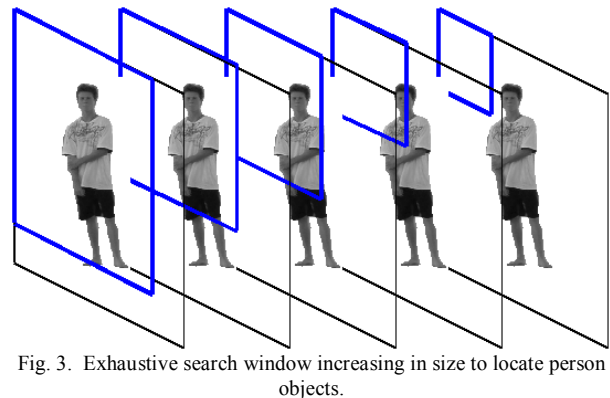 Fig. 3.  Exhaustive search window increasing in size to locate person
objects.